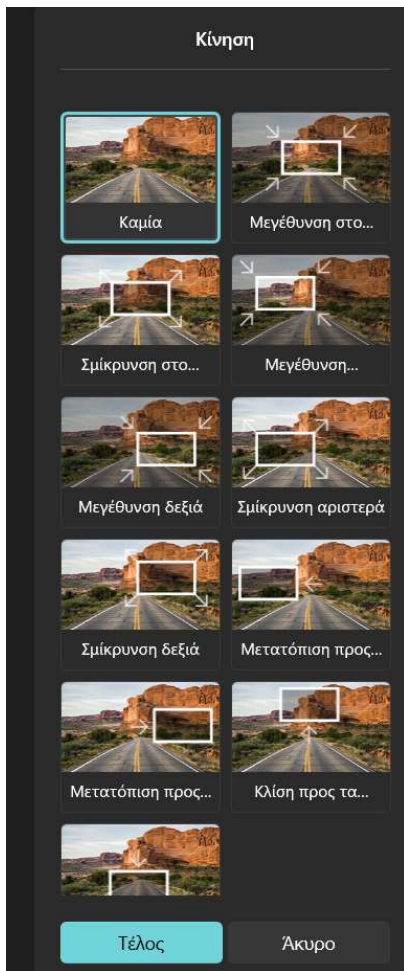 Κίνηση
Καμία
Μεγέθυνση στο...
Σμίκρυνση στο...
Μεγέθυνση...
Μεγέθυνση δεξιά
Σμίκρυνση αριστερά
Σμίκρυνση δεξιά
Μετατόπιση προς...
Μετατόπιση προς...
Κλίση προς τα...
Τέλος
Άκυρο